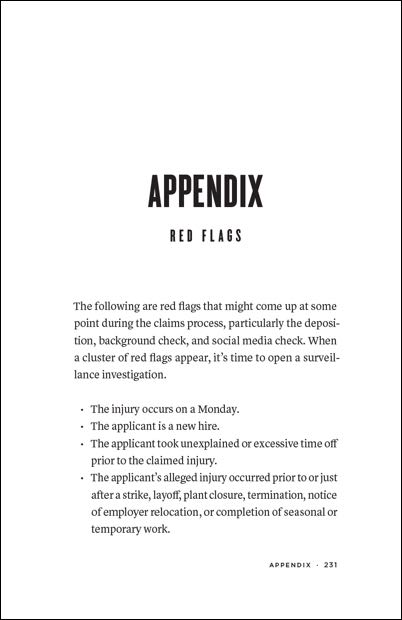 APPENDIX
RED FLAGS
The following are red flags that might come up at some
point during the claims process, particularly the deposi-
tion, background check, and social media check. When
a cluster of red flags appear, it's time to open a surveil-
lance investigation.
• The injury occurs on a Monday.
• The applicant is a new hire.
• The applicant took unexplained or excessive time off
prior to the claimed injury.
• The applicant's alleged injury occurred prior to or just
after a strike, layoff, plant closure, termination, notice
of employer relocation, or completion of seasonal or
temporary work.
APPENDIX · 231